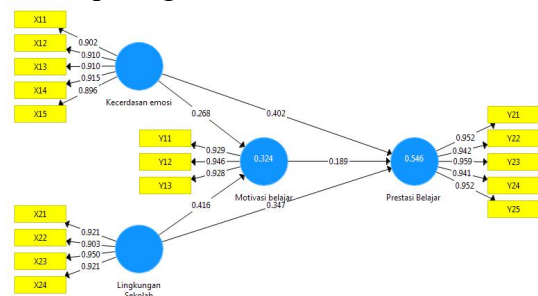 X11
X12
X13
X14
X15
0.902
0.910
0.910
0.915
0.896
Kecerdasan emosi
0.268
0.402
Y11
Y12
Y13
0.929
0.946
0.928
0.324
Motivasi belajar
0.189
0.546
Prestasi Belajar
0.952
0.942
0.959
0.941
0.952
Y21
Y22
Y23
Y24
Y25
0.416
0.347
X21
X22
X23
X24
0.921
0.903
0.950
0.921
Lingkungan
Sekolah